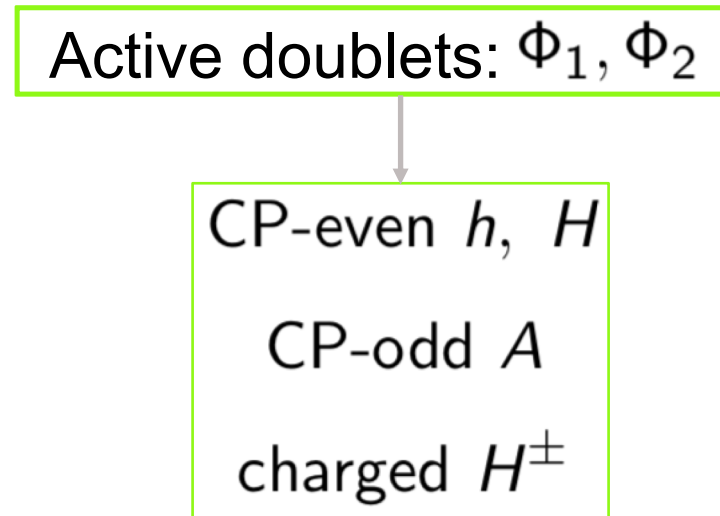 Active doublets: Φ₁, Φ₂
CP-even h, H
CP-odd A
charged H±